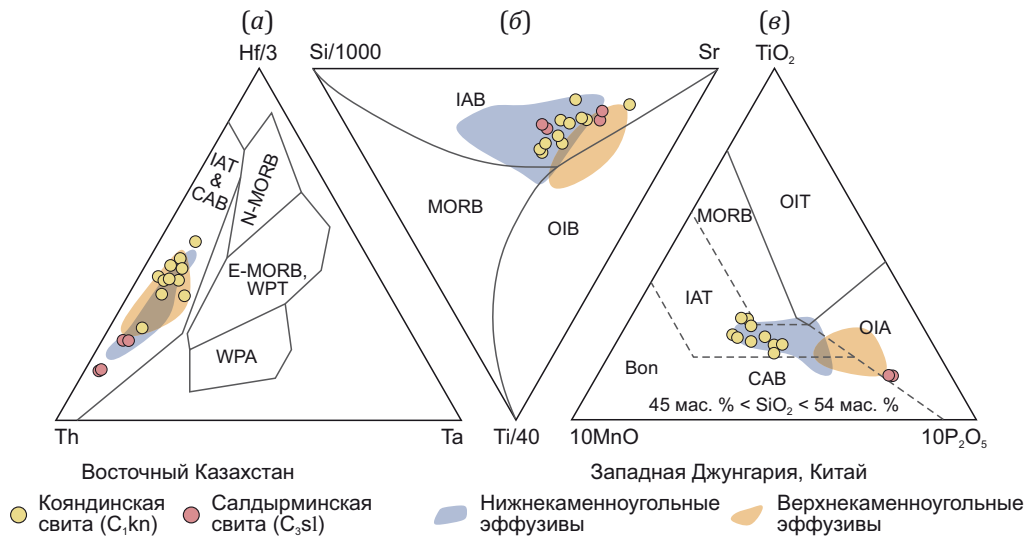 (а)
(б)
(в)
Hf/3
Si/1000
Sr
TiO₂
IAT
&
CAB
N-MORB
E-MORB,
WPT
WPA
Th
Ta
IAB
MORB
OIB
Ti/40
MORB
OIT
IAT
OIA
Bon
CAB
45 мас. % < SiO₂ < 54 мас. %
10MnO
10P₂O₅
Восточный Казахстан
Западная Джунгария, Китай
Кояндинская
свита (C₁kn)
Салдырминская
свита (C₃sl)
Нижнекаменноугольные
эффузивы
Верхнекаменноугольные
эффузивы